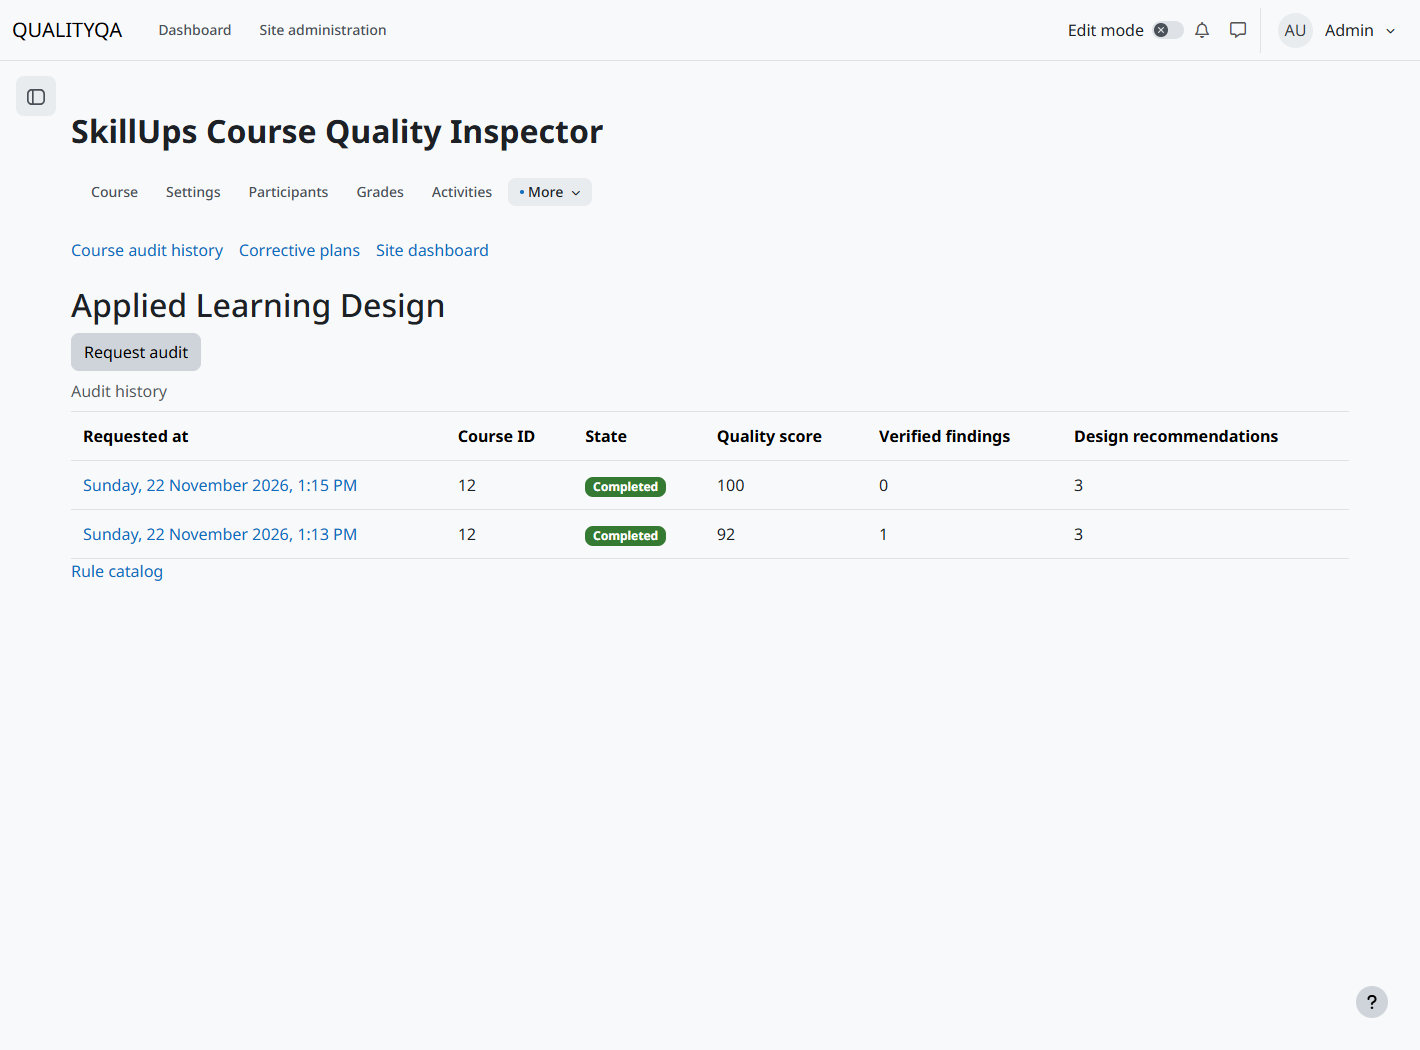 QUALITYQA Dashboard Site administration Edit mode AU Admin
SkillUps Course Quality Inspector
Course Settings Participants Grades Activities • More
Course audit history Corrective plans Site dashboard
Applied Learning Design
Request audit
Audit history
Requested at Course ID State Quality score Verified findings Design recommendations
Sunday, 22 November 2026, 1:15 PM 12 Completed 100 0 3
Sunday, 22 November 2026, 1:13 PM 12 Completed 92 1 3
Rule catalog
?